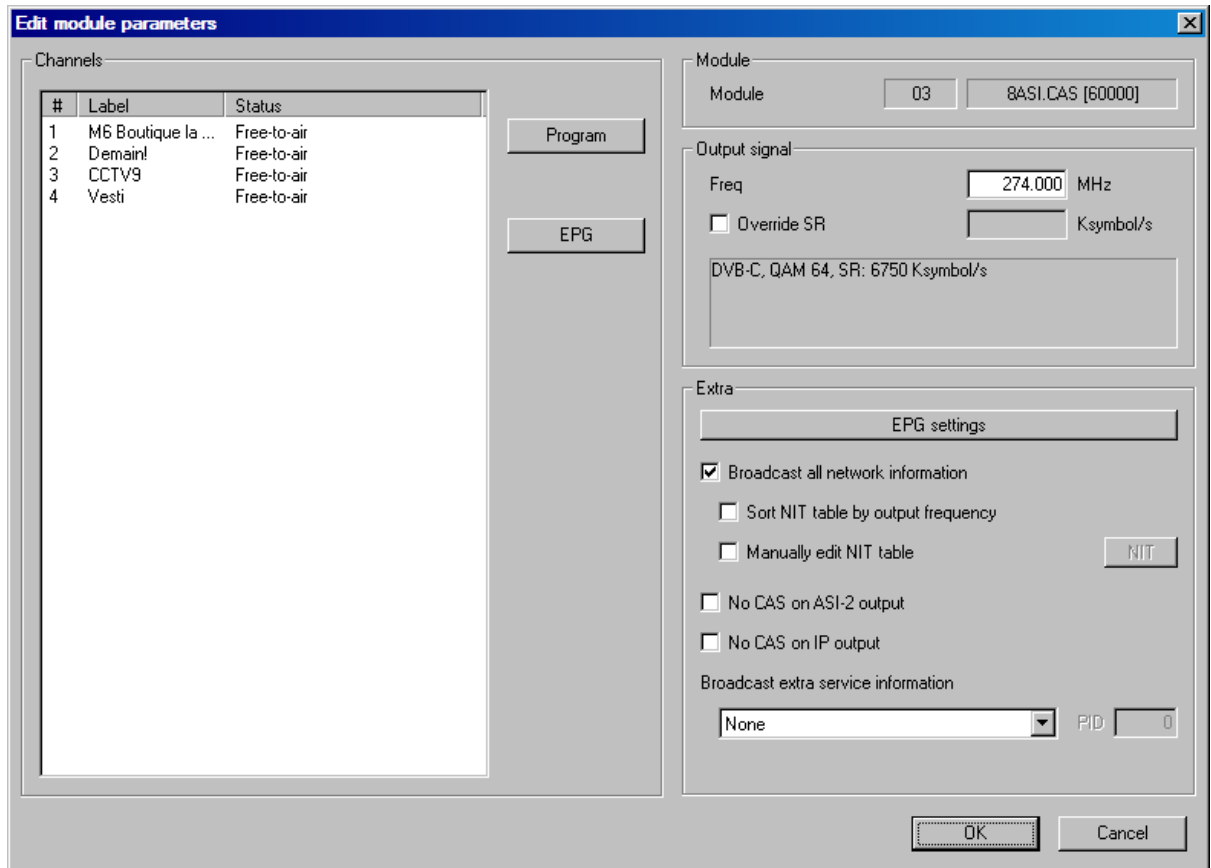 Edit module parameters
Channels
# Label Status
1 M6 Boutique la ... Free-to-air
2 Demain! Free-to-air
3 CCTV9 Free-to-air
4 Vesti Free-to-air
Program
EPG
Module
Module 03 8ASI.CAS [60000]
Output signal
Freq 274.000 MHz
Override SR Ksymbol/s
DVB-C, QAM 64, SR: 6750 Ksymbol/s
Extra
EPG settings
Broadcast all network information
Sort NIT table by output frequency
Manually edit NIT table NIT
No CAS on ASI-2 output
No CAS on IP output
Broadcast extra service information
None PID 0
OK Cancel